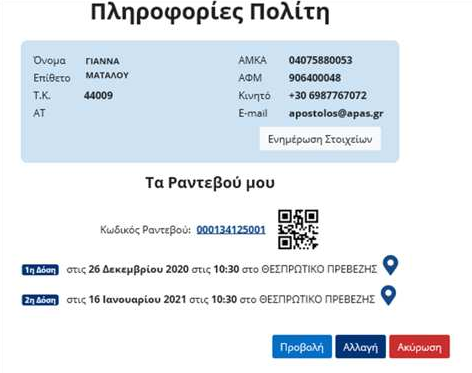 Πληροφορίες Πολίτη
Όνομα ΓΙΑΝΝΑ
Επίθετο ΜΑΤΑΛΟΥ
Τ.Κ. 44009
ΑΤ
ΑΜΚΑ 04075880053
ΑΦΜ 906400048
Κινητό +30 6987767072
E-mail apostolos@apas.gr
Ενημέρωση Στοιχείων
Τα Ραντεβού μου
Κωδικός Ραντεβού: 000134125001
1η Δόση στις 26 Δεκεμβρίου 2020 στις 10:30 στο ΘΕΣΠΡΩΤΙΚΟ ΠΡΕΒΕΖΗΣ
2η Δόση στις 16 Ιανουαρίου 2021 στις 10:30 στο ΘΕΣΠΡΩΤΙΚΟ ΠΡΕΒΕΖΗΣ
Προβολή Αλλαγή Ακύρωση